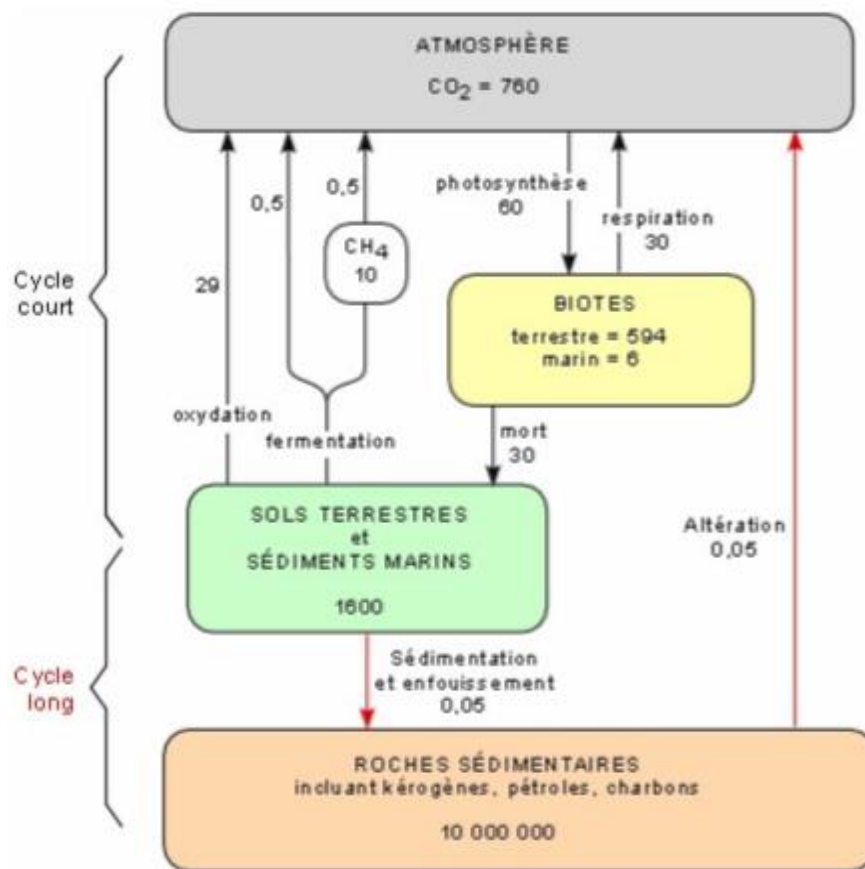 ATMOSPHÈRE
CO2 = 760
0,5
0,5
photosynthèse
60
respiration
30
CH4
10
Cycle
court
29
BIOTES
terrestre = 594
marin = 6
oxydation
fermentation
mort
30
SOLS TERRESTRES
et
SÉDIMENTS MARINS
1600
Altération
0,05
Cycle
long
Sédimentation
et enfouissement
0,05
ROCHES SÉDIMENTAIRES
incluant kérogènes, pétroles, charbons
10 000 000